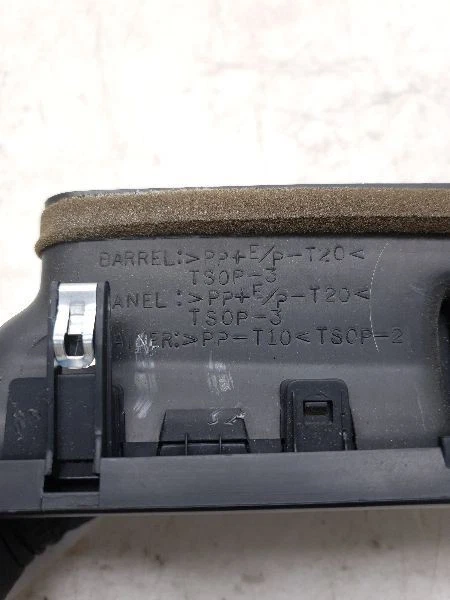 BARREL:>PP+E/P-T20<
TSOP-3
ANEL:>PP+E/P-T20<
TSOP-3
>PP-T10<TSOP-2